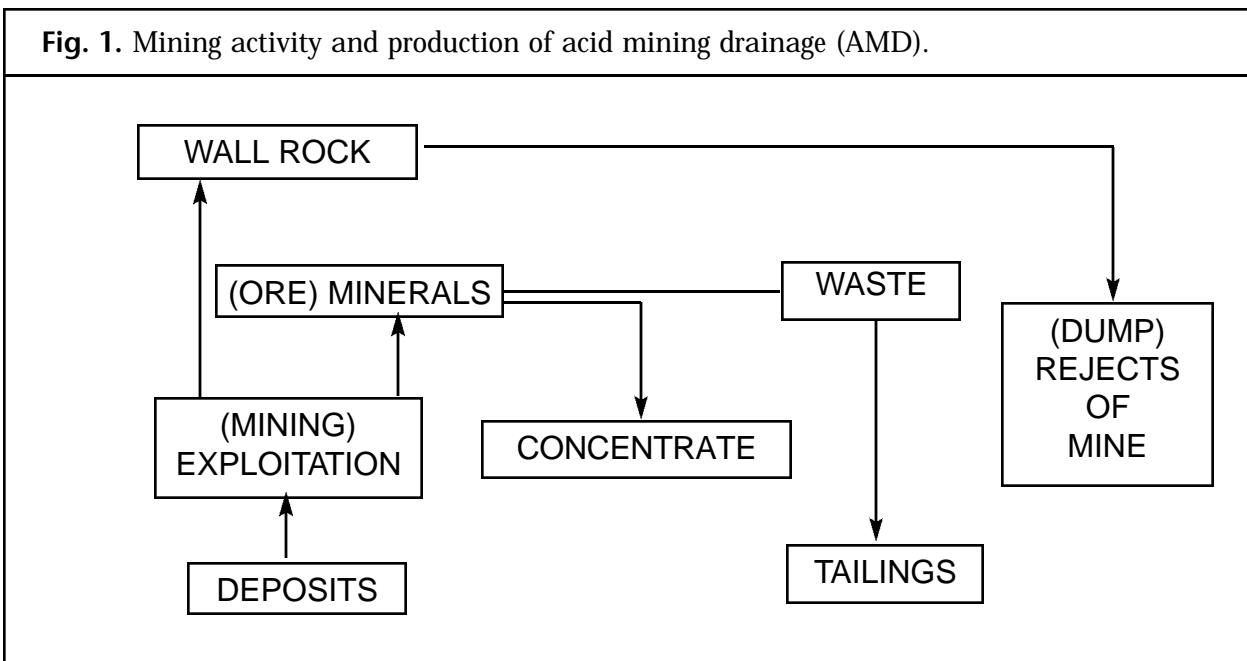 Fig. 1. Mining activity and production of acid mining drainage (AMD).
WALL ROCK
(ORE) MINERALS
WASTE
(DUMP)
REJECTS
OF
MINE
(MINING)
EXPLOITATION
CONCENTRATE
DEPOSITS
TAILINGS